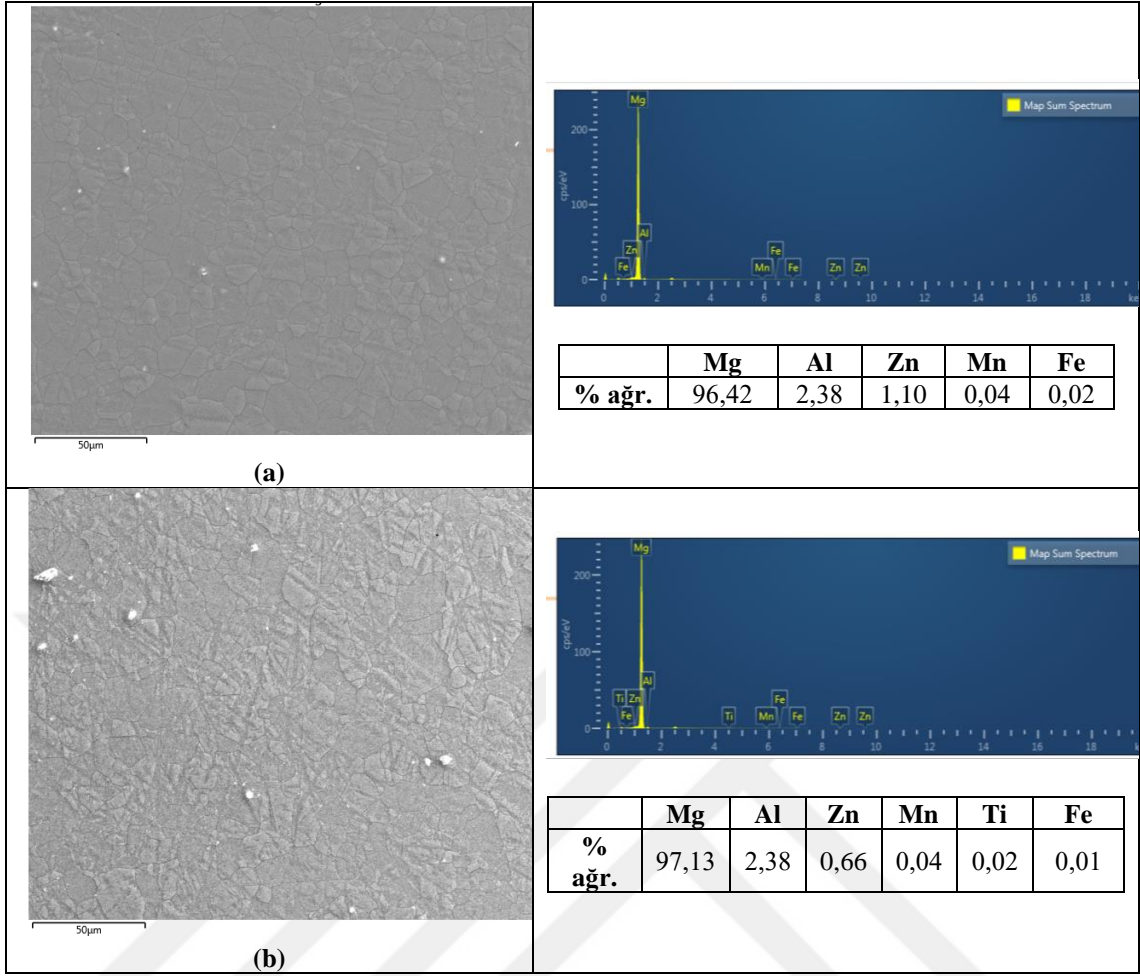 50µm
(a)
Map Sum Spectrum
Mg
200
Al
cps/eV
100
Zn
Fe
Fe
Mn
Fe
Zn
Zn
0
0 2 4 6 8 10 12 14 16 18 ke
Mg Al Zn Mn Fe
% ağr. 96,42 2,38 1,10 0,04 0,02
50µm
(b)
Map Sum Spectrum
Mg
200
cps/eV
100
Al
Ti Zn
Fe
Fe
Ti
Mn
Fe
Zn
Zn
0
0 2 4 6 8 10 12 14 16 18 k
Mg Al Zn Mn Ti Fe
%
ağr. 97,13 2,38 0,66 0,04 0,02 0,01